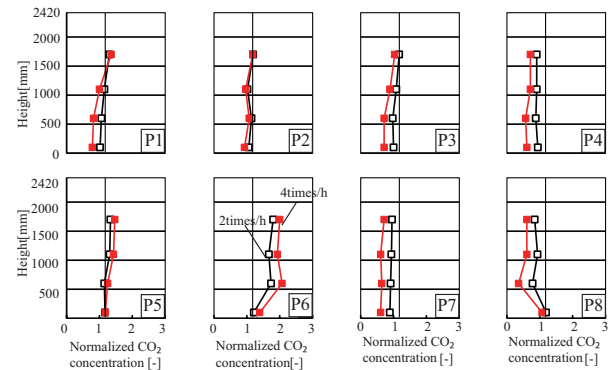 2420
2000
1500
1000
500
0
Height[mm]
P1
P2
P3
P4
2420
2000
1500
1000
500
Height[mm]
P5
2times/h
4times/h
P6
P7
P8
0 1 2 3
0 1 2 3
0 1 2 3
0 1 2 3
Normalized CO₂
concentration [-]
Normalized CO₂
concentration[-]
Normalized CO₂
concentration [-]
Normalized CO₂
concentration [-]